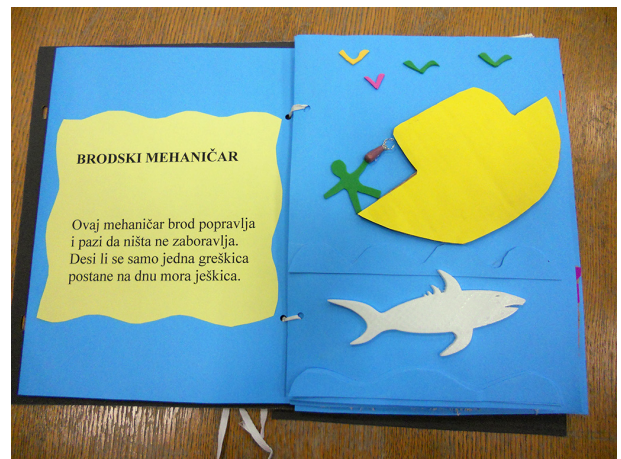 BRODSKI MEHANIČAR
Ovaj mehaničar brod popravlja
i pazi da ništa ne zaboravlja.
Desi li se samo jedna greškica
postane na dnu mora ješkica.